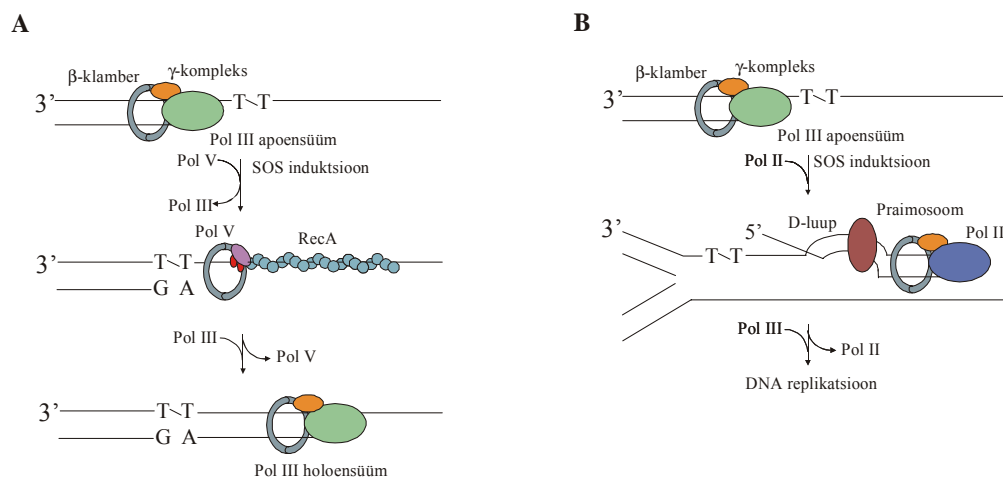 A
β-klamber γ-kompleks
3’ T T
Pol III apoensüüm
Pol V SOS induktsioon
Pol III
Pol V RecA
3’ T T
G A
Pol III
Pol V
3’ T T
G A
Pol III holoensüüm
B
β-klamber γ-kompleks
3’ T T
Pol III apoensüüm
Pol II SOS induktsioon
Praimosoom
3’ 5’ D-luup Pol II
T T
Pol III
Pol II
DNA replikatsioon